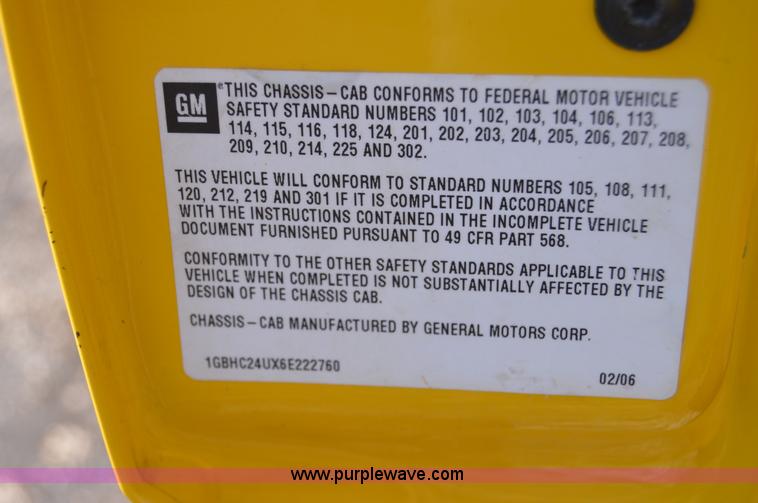 GM
® THIS CHASSIS-CAB CONFORMS TO FEDERAL MOTOR VEHICLE
SAFETY STANDARD NUMBERS 101, 102, 103, 104, 106, 113,
114, 115, 116, 118, 124, 201, 202, 203, 204, 205, 206, 207, 208,
209, 210, 214, 225 AND 302.
THIS VEHICLE WILL CONFORM TO STANDARD NUMBERS 105, 108, 111,
120, 212, 219 AND 301 IF IT IS COMPLETED IN ACCORDANCE
WITH THE INSTRUCTIONS CONTAINED IN THE INCOMPLETE VEHICLE
DOCUMENT FURNISHED PURSUANT TO 49 CFR PART 568.
CONFORMITY TO THE OTHER SAFETY STANDARDS APPLICABLE TO THIS
VEHICLE WHEN COMPLETED IS NOT SUBSTANTIALLY AFFECTED BY THE
DESIGN OF THE CHASSIS CAB.
CHASSIS-CAB MANUFACTURED BY GENERAL MOTORS CORP.
1GBHC24UX6E222760
02/06
www.purplewave.com